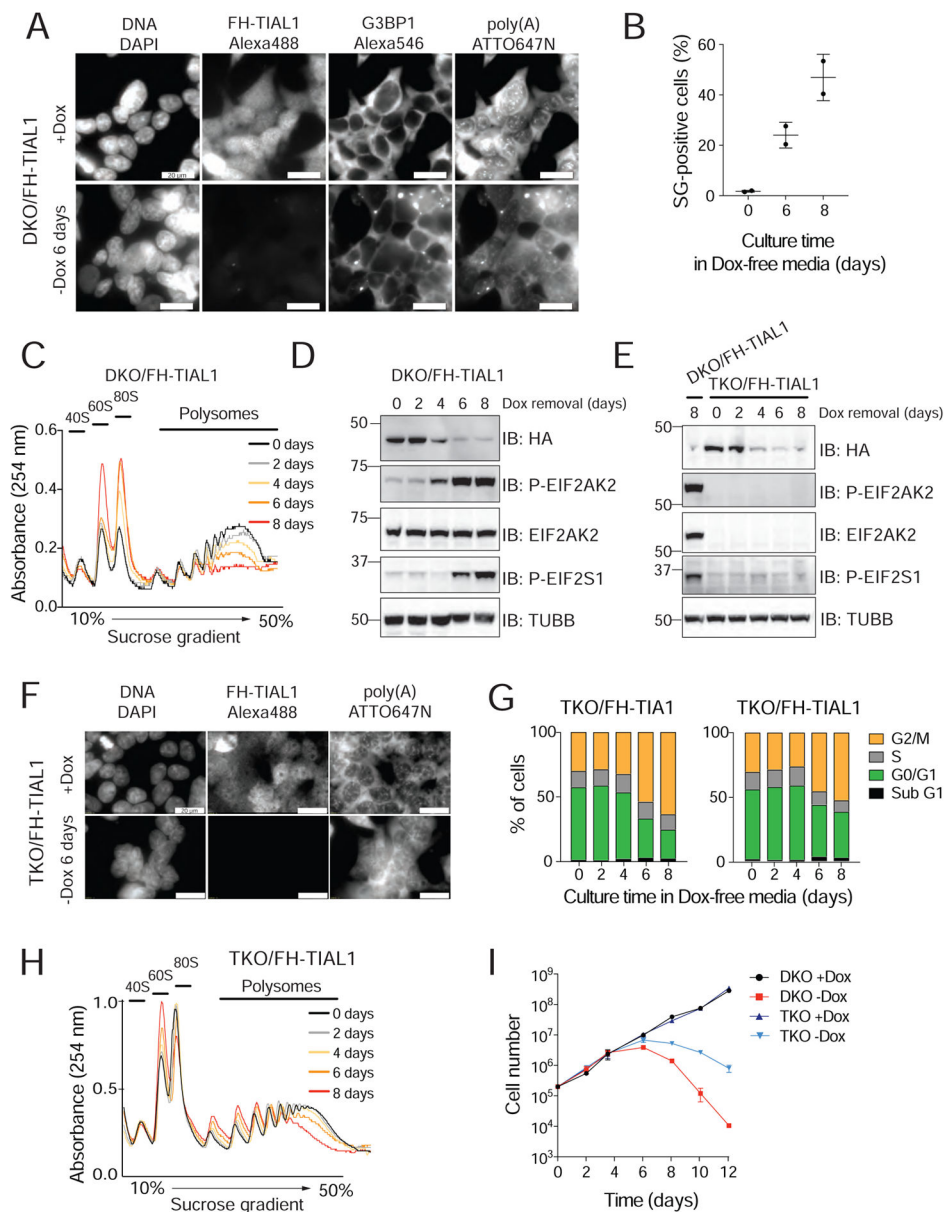 A
DNA
DAPI
FH-TIAL1
Alexa488
G3BP1
Alexa546
poly(A)
ATTO647N
DKO/FH-TIAL1
+Dox
-Dox 6 days
20 µm
B
SG-positive cells (%)
60
40
20
0
0 6 8
Culture time
in Dox-free media (days)
C
DKO/FH-TIAL1
40S 60S 80S
Polysomes
Absorbance (254 nm)
0.6
0.4
0.2
0.0
0 days
2 days
4 days
6 days
8 days
10% 50%
Sucrose gradient
D
DKO/FH-TIAL1
0 2 4 6 8 Dox removal (days)
50 IB: HA
75 IB: P-EIF2AK2
75 IB: EIF2AK2
37 IB: P-EIF2S1
50 IB: TUBB
E
DKO/FH-TIAL1
TKO/FH-TIAL1
8 0 2 4 6 8 Dox removal (days)
50 IB: HA
75
50 IB: P-EIF2AK2
50 IB: EIF2AK2
37 IB: P-EIF2S1
50 IB: TUBB
F
DNA
DAPI
FH-TIAL1
Alexa488
poly(A)
ATTO647N
TKO/FH-TIAL1
+Dox
-Dox 6 days
20 µm
G
TKO/FH-TIA1
TKO/FH-TIAL1
% of cells
100
50
0
0 2 4 6 8
100
50
0
0 2 4 6 8
G2/M
S
G0/G1
Sub G1
Culture time in Dox-free media (days)
H
TKO/FH-TIAL1
40S 60S 80S
Polysomes
Absorbance (254 nm)
1.0
0.5
0.0
0 days
2 days
4 days
6 days
8 days
10% 50%
Sucrose gradient
I
Cell number
10⁹
10⁸
10⁷
10⁶
10⁵
10⁴
10³
0 2 4 6 8 10 12
Time (days)
DKO +Dox
DKO -Dox
TKO +Dox
TKO -Dox